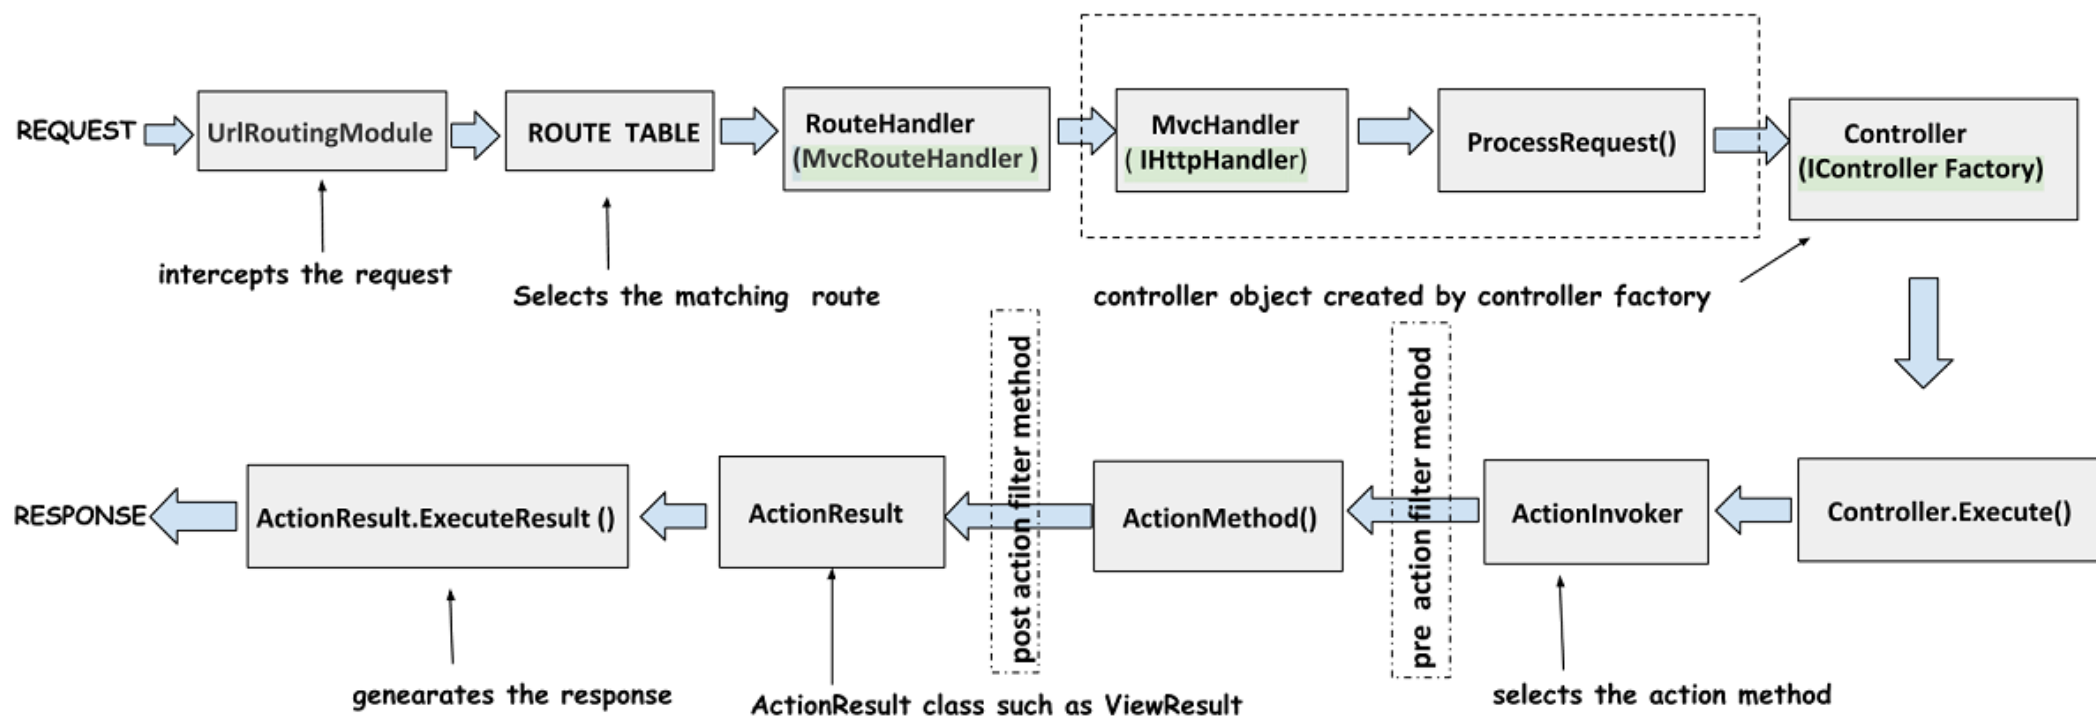 REQUEST
UrlRoutingModule
ROUTE TABLE
RouteHandler
(MvcRouteHandler )
MvcHandler
( IHttpHandler)
ProcessRequest()
Controller
(IController Factory)
intercepts the request
Selects the matching route
controller object created by controller factory
post action filter method
pre action filter method
RESPONSE
ActionResult.ExecuteResult ()
ActionResult
ActionMethod()
ActionInvoker
Controller.Execute()
genearates the response
ActionResult class such as ViewResult
selects the action method